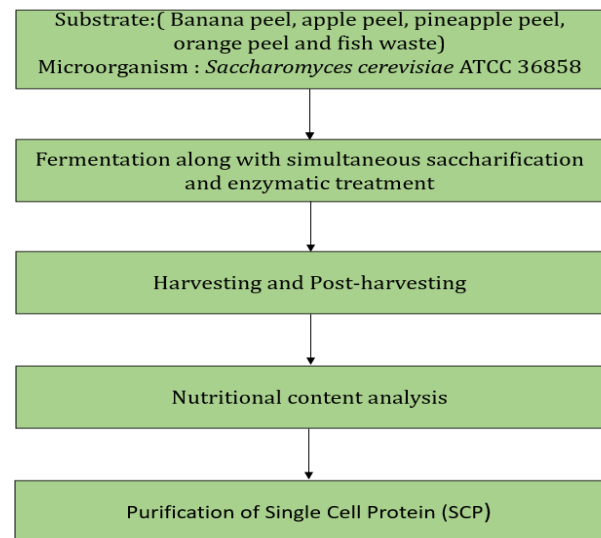 Substrate:( Banana peel, apple peel, pineapple peel,
orange peel and fish waste)
Microorganism : Saccharomyces cerevisiae ATCC 36858
Fermentation along with simultaneous saccharification
and enzymatic treatment
Harvesting and Post-harvesting
Nutritional content analysis
Purification of Single Cell Protein (SCP)